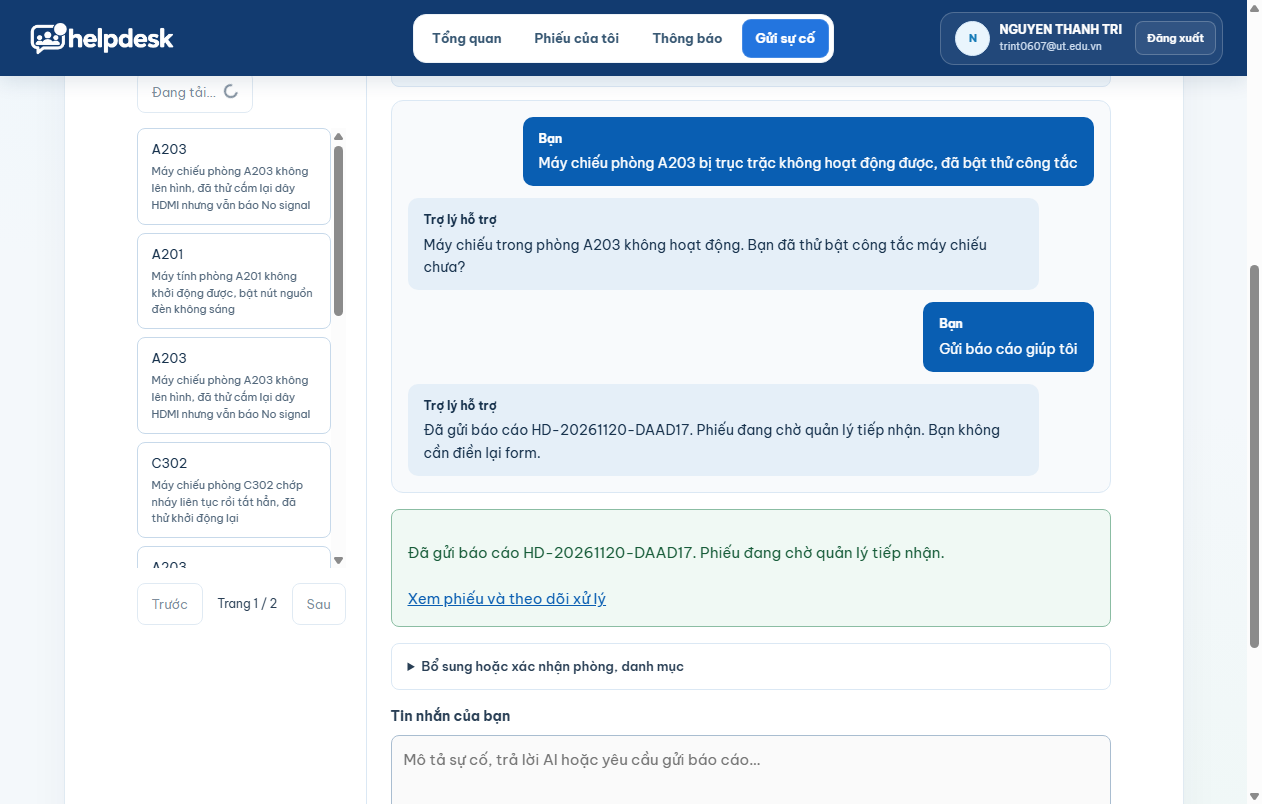 helpdesk
Tổng quan
Phiếu của tôi
Thông báo
Gửi sự cố
N
NGUYEN THANH TRI
trint0607@ut.edu.vn
Đăng xuất
Đang tải...
A203
Máy chiếu phòng A203 không
lên hình, đã thử cắm lại dây
HDMI nhưng vẫn báo No signal
A201
Máy tính phòng A201 không
khởi động được, bật nút nguồn
đèn không sáng
A203
Máy chiếu phòng A203 không
lên hình, đã thử cắm lại dây
HDMI nhưng vẫn báo No signal
C302
Máy chiếu phòng C302 chớp
nháy liên tục rồi tắt hẳn, đã
thử khởi động lại
A203
Trước
Trang 1 / 2
Sau
Bạn
Máy chiếu phòng A203 bị trục trặc không hoạt động được, đã bật thử công tắc
Trợ lý hỗ trợ
Máy chiếu trong phòng A203 không hoạt động. Bạn đã thử bật công tắc máy chiếu
chưa?
Bạn
Gửi báo cáo giúp tôi
Trợ lý hỗ trợ
Đã gửi báo cáo HD-20261120-DAAD17. Phiếu đang chờ quản lý tiếp nhận. Bạn không
cần điền lại form.
Đã gửi báo cáo HD-20261120-DAAD17. Phiếu đang chờ quản lý tiếp nhận.
Xem phiếu và theo dõi xử lý
Bổ sung hoặc xác nhận phòng, danh mục
Tin nhắn của bạn
Mô tả sự cố, trả lời AI hoặc yêu cầu gửi báo cáo...